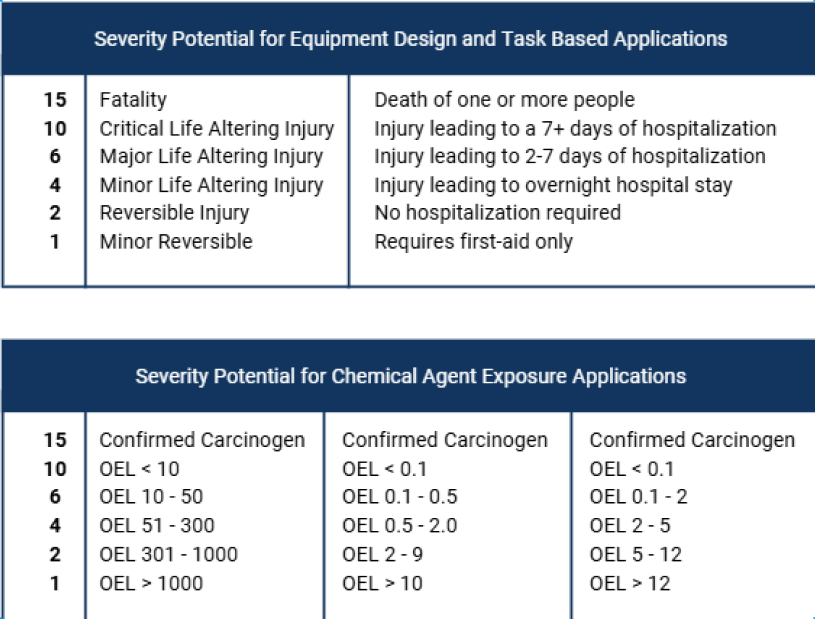 Severity Potential for Equipment Design and Task Based Applications
15 Fatality Death of one or more people
10 Critical Life Altering Injury Injury leading to a 7+ days of hospitalization
6 Major Life Altering Injury Injury leading to 2-7 days of hospitalization
4 Minor Life Altering Injury Injury leading to overnight hospital stay
2 Reversible Injury No hospitalization required
1 Minor Reversible Requires first-aid only
Severity Potential for Chemical Agent Exposure Applications
15 Confirmed Carcinogen Confirmed Carcinogen Confirmed Carcinogen
10 OEL < 10 OEL < 0.1 OEL < 0.1
6 OEL 10 - 50 OEL 0.1 - 0.5 OEL 0.1 - 2
4 OEL 51 - 300 OEL 0.5 - 2.0 OEL 2 - 5
2 OEL 301 - 1000 OEL 2 - 9 OEL 5 - 12
1 OEL > 1000 OEL > 10 OEL > 12